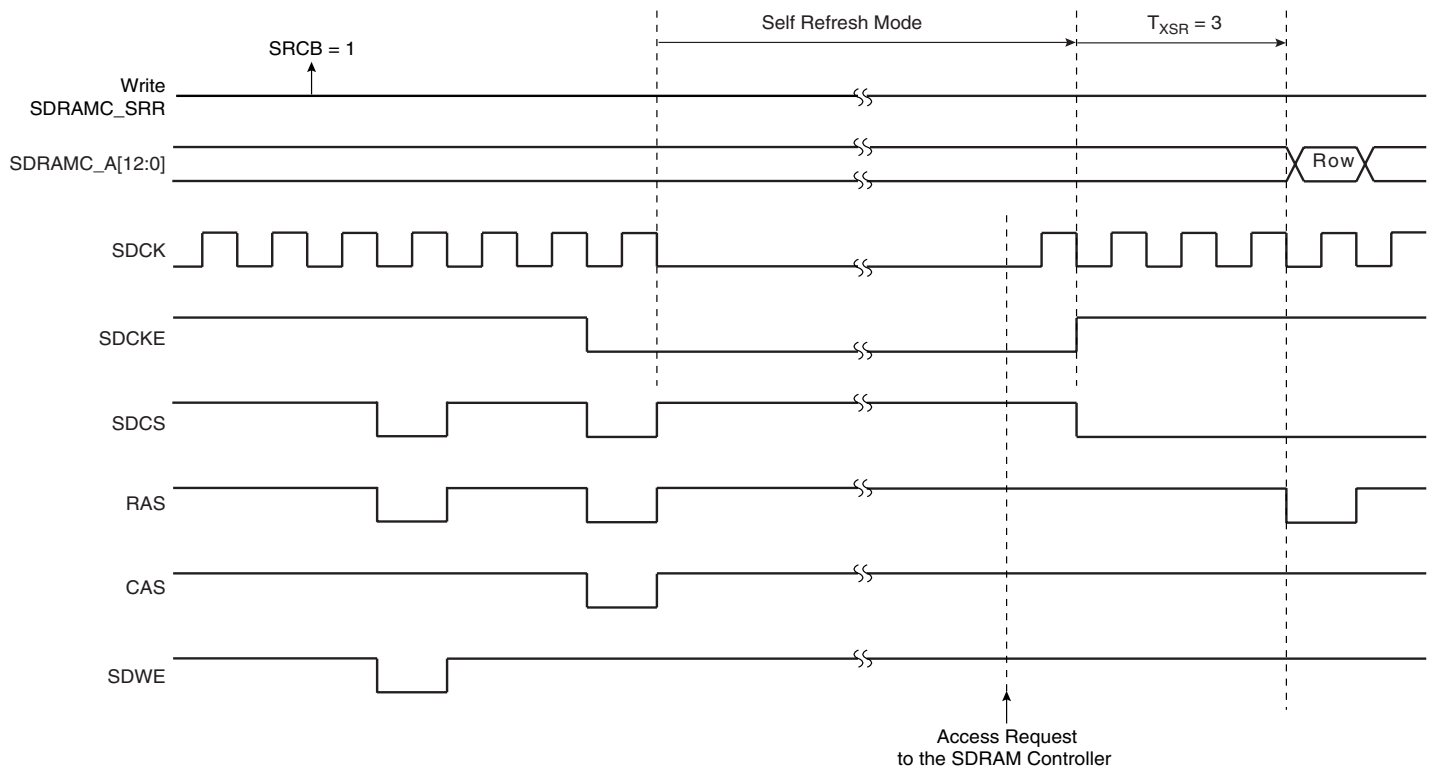 Self Refresh Mode
TXSR = 3
SRCB = 1
Write
SDRAMC_SRR
SDRAMC_A[12:0]
Row
SDCK
SDCKE
SDCS
RAS
CAS
SDWE
Access Request
to the SDRAM Controller